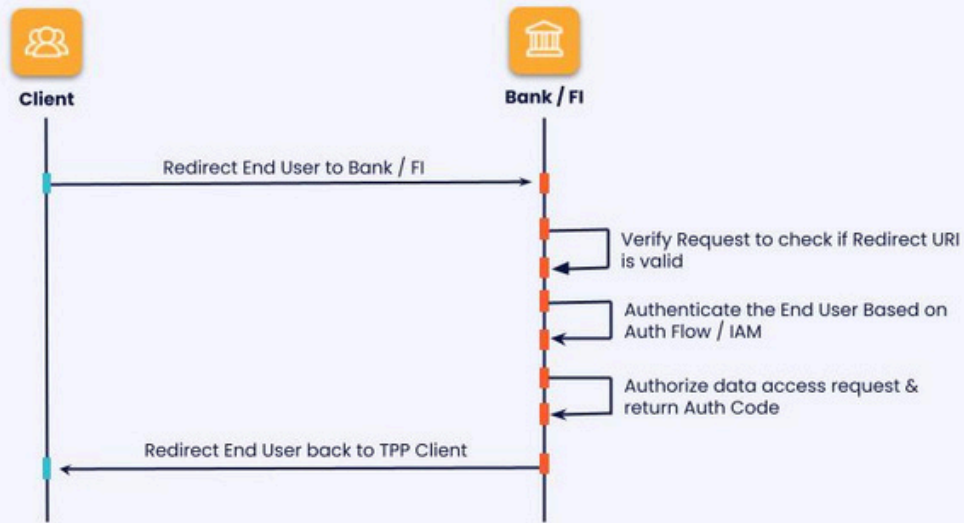 Client
Bank / FI
Redirect End User to Bank / FI
Verify Request to check if Redirect URI
is valid
Authenticate the End User Based on
Auth Flow / IAM
Authorize data access request &
return Auth Code
Redirect End User back to TPP Client